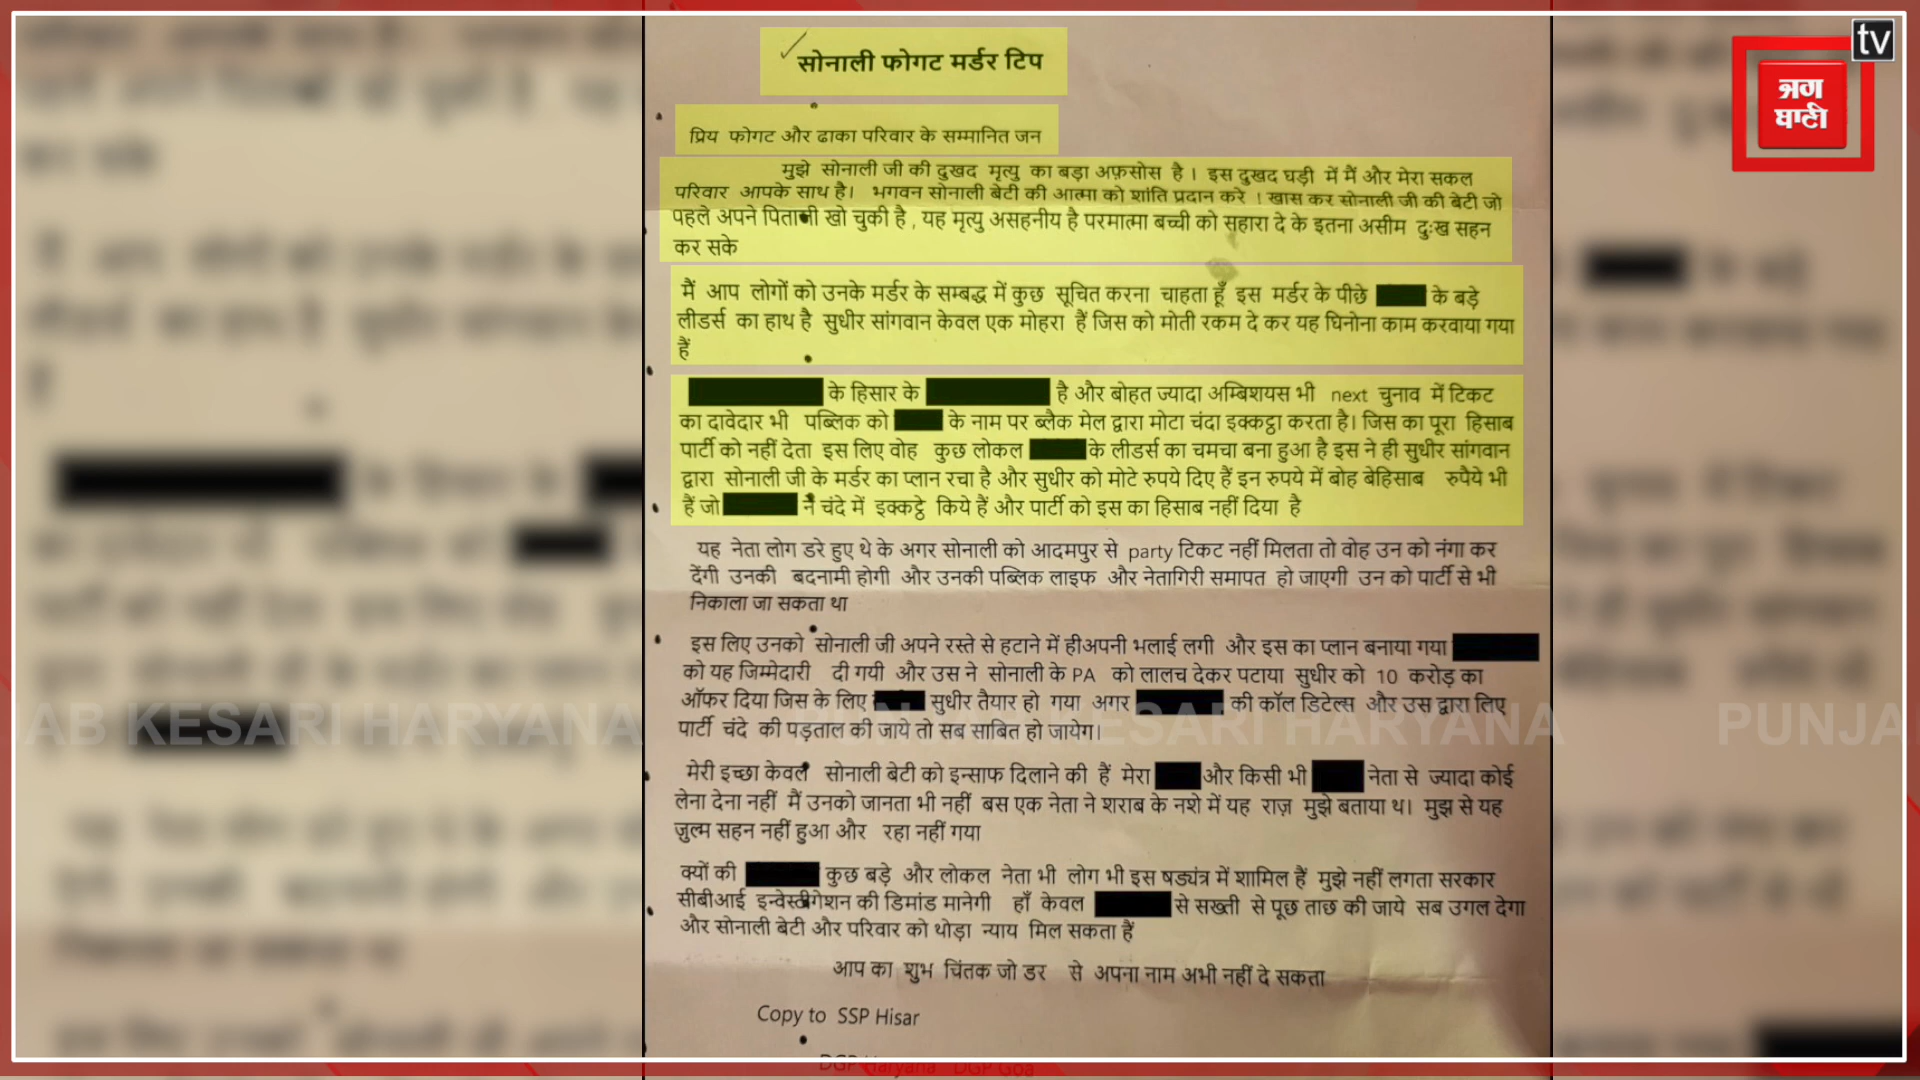 tv
ਜਗ
ਬਾਣੀ
सोनाली फोगट मर्डर टिप
प्रिय फोगट और ढाका परिवार के सम्मानित जन
मुझे सोनाली जी की दुखद मृत्यु का बड़ा अफ़सोस है । इस दुखद घड़ी में मैं और मेरा सकल
परिवार आपके साथ है। भगवन सोनाली बेटी की आत्मा को शांति प्रदान करे । खास कर सोनाली जी की बेटी जो
पहले अपने पिताजी खो चुकी है , यह मृत्यु असहनीय है परमात्मा बच्ची को सहारा दे के इतना असीम दुःख सहन
कर सके
मैं आप लोगों को उनके मर्डर के सम्बद्ध में कुछ सूचित करना चाहता हूँ इस मर्डर के पीछे के बड़े
लीडर्स का हाथ है सुधीर सांगवान केवल एक मोहरा हैं जिस को मोती रकम दे कर यह घिनोना काम करवाया गया
हैं
के हिसार के है और बोहत ज्यादा अम्बिशयस भी next चुनाव में टिकट
का दावेदार भी पब्लिक को के नाम पर ब्लैक मेल द्वारा मोटा चंदा इक्कट्ठा करता है। जिस का पूरा हिसाब
पार्टी को नहीं देता इस लिए वोह कुछ लोकल के लीडर्स का चमचा बना हुआ है इस ने ही सुधीर सांगवान
द्वारा सोनाली जी के मर्डर का प्लान रचा है और सुधीर को मोटे रुपये दिए हैं इन रुपये में बोह बेहिसाब रुपैये भी
हैं जो ने चंदे में इक्कट्ठे किये हैं और पार्टी को इस का हिसाब नहीं दिया है
यह नेता लोग डरे हुए थे के अगर सोनाली को आदमपुर से party टिकट नहीं मिलता तो वोह उन को नंगा कर
देंगी उनकी बदनामी होगी और उनकी पब्लिक लाइफ और नेतागिरी समापत हो जाएगी उन को पार्टी से भी
निकाला जा सकता था
इस लिए उनको सोनाली जी अपने रस्ते से हटाने में हीअपनी भलाई लगी और इस का प्लान बनाया गया
को यह जिम्मेदारी दी गयी और उस ने सोनाली के PA को लालच देकर पटाया सुधीर को 10 करोड़ का
ऑफर दिया जिस के लिए सुधीर तैयार हो गया अगर की कॉल डिटेल्स और उस द्वारा लिए
पार्टी चंदे की पड़ताल की जाये तो सब साबित हो जायेग।
AB KESARI HARYANA PUNJAB KESARI HARYANA PUNJA
मेरी इच्छा केवल सोनाली बेटी को इन्साफ दिलाने की हैं मेरा और किसी भी नेता से ज्यादा कोई
लेना देना नहीं मैं उनको जानता भी नहीं बस एक नेता ने शराब के नशे में यह राज़ मुझे बताया थ। मुझ से यह
ज़ुल्म सहन नहीं हुआ और रहा नहीं गया
क्यों की कुछ बड़े और लोकल नेता भी लोग भी इस षड्यंत्र में शामिल हैं मुझे नहीं लगता सरकार
सीबीआई इन्वेस्टीगेशन की डिमांड मानेगी हाँ केवल से सख्ती से पूछ ताछ की जाये सब उगल देगा
और सोनाली बेटी और परिवार को थोड़ा न्याय मिल सकता हैं
आप का शुभ चिंतक जो डर से अपना नाम अभी नहीं दे सकता
Copy to SSP Hisar
DGP Haryana DGP Goa